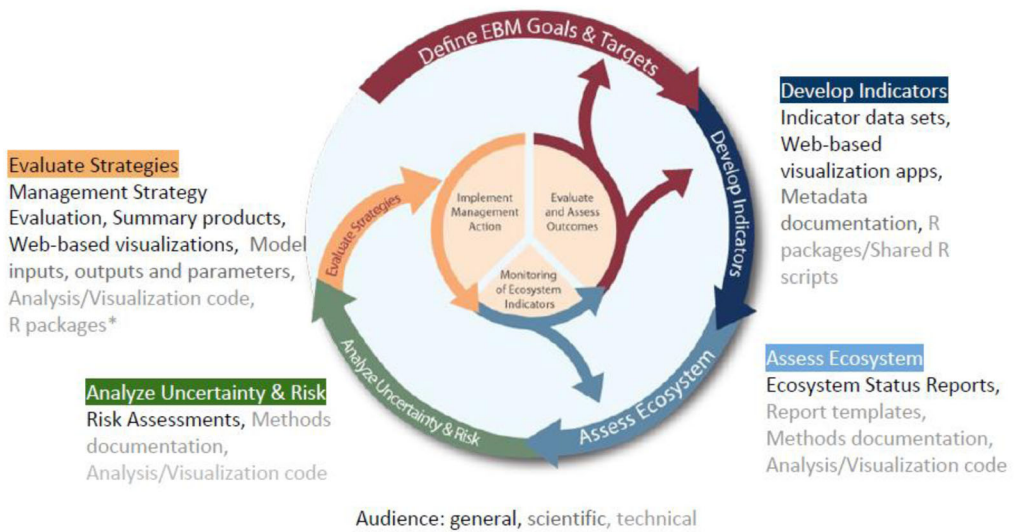 Define EBM Goals & Targets
Develop Indicators
Assess Ecosystem
Analyze Uncertainty & Risk
Evaluate Strategies
Implement
Management
Action
Evaluate
and Assess
Outcomes
Monitoring
of Ecosystem
Indicators
Develop Indicators
Indicator data sets,
Web-based
visualization apps,
Metadata
documentation, R
packages/Shared R
scripts
Assess Ecosystem
Ecosystem Status Reports,
Report templates,
Methods documentation,
Analysis/Visualization code
Analyze Uncertainty & Risk
Risk Assessments, Methods
documentation,
Analysis/Visualization code
Evaluate Strategies
Management Strategy
Evaluation, Summary products,
Web-based visualizations, Model
inputs, outputs and parameters,
Analysis/Visualization code,
R packages*
Audience: general, scientific, technical